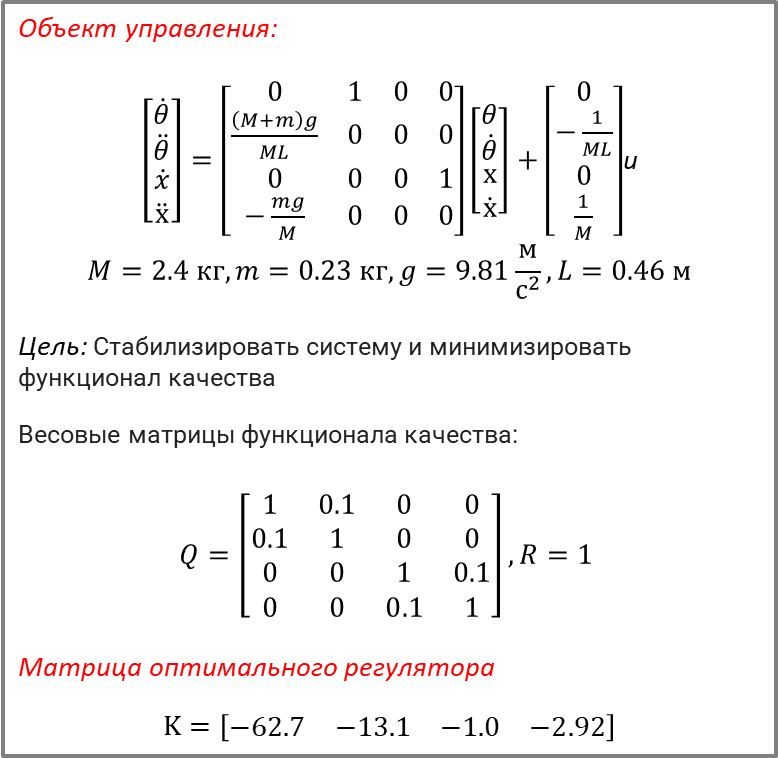 Объект управления:
[θ̇ θ̈ ẋ ẍ] = [0 1 0 0; (M+m)g/ML 0 0 0; 0 0 0 1; −mg/M 0 0 0] [θ θ̇ x ẋ] + [0; −1/ML; 0; 1/M] u
M = 2.4 кг, m = 0.23 кг, g = 9.81 м/с², L = 0.46 м
Цель: Стабилизировать систему и минимизировать
функционал качества
Весовые матрицы функционала качества:
Q = [1 0.1 0 0; 0.1 1 0 0; 0 0 1 0.1; 0 0 0.1 1], R = 1
Матрица оптимального регулятора
K = [−62.7 −13.1 −1.0 −2.92]